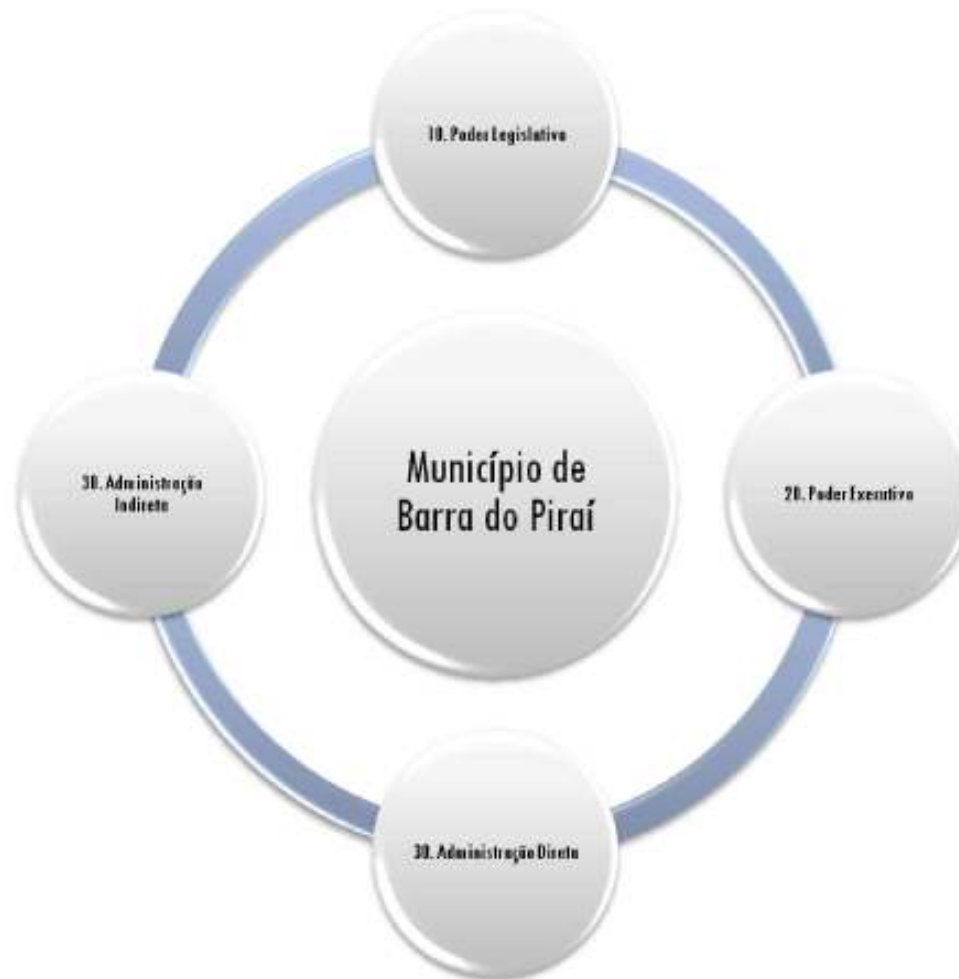 10. Poder Legislativo
30. Administração
Indireta
Município de
Barra do Piraí
20. Poder Executivo
30. Administração Direta